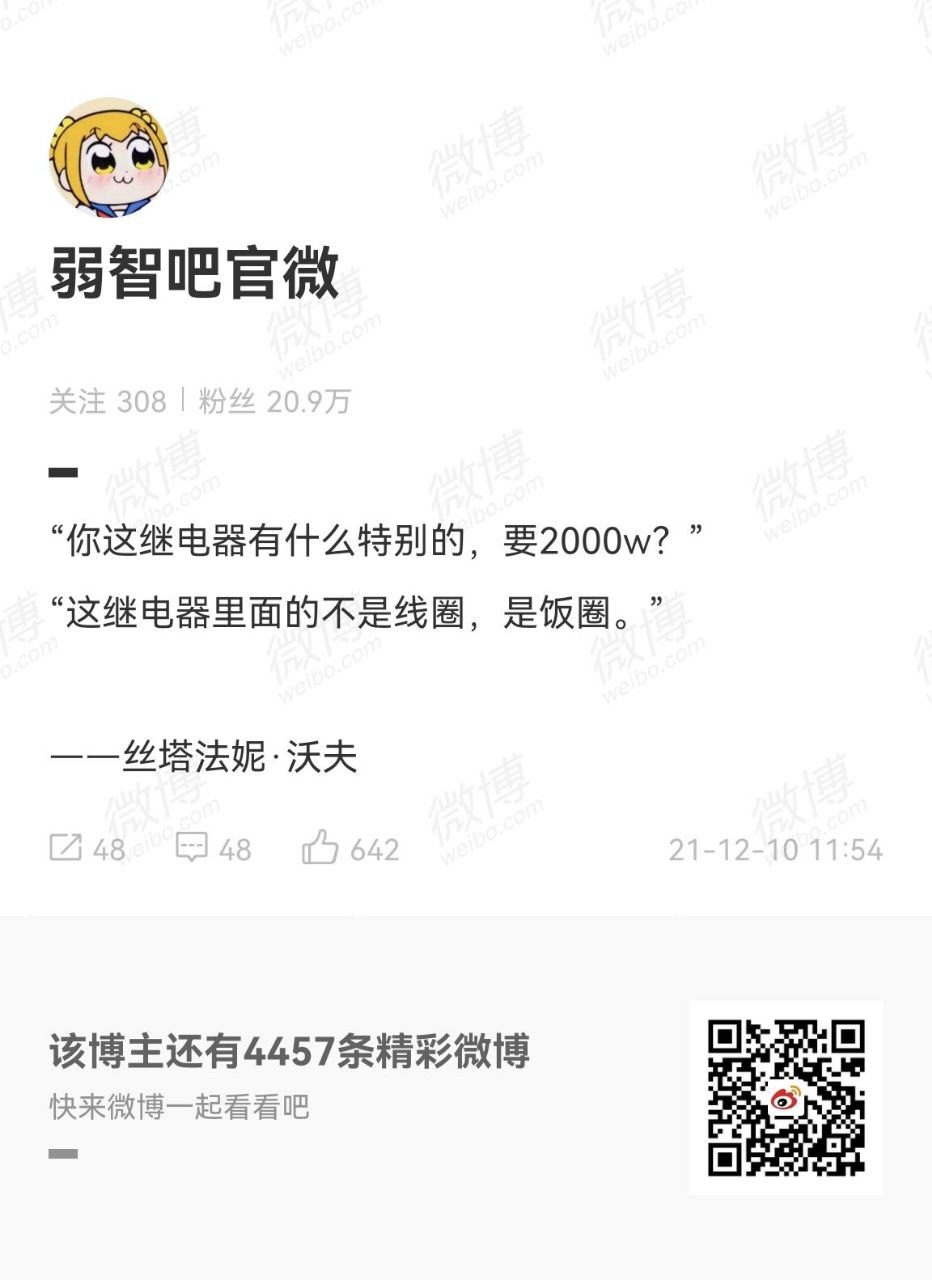 弱智吧官微
关注 308 | 粉丝 20.9万
“你这继电器有什么特别的，要2000w？”
“这继电器里面的不是线圈，是饭圈。”
——丝塔法妮·沃夫
48 48 642 21-12-10 11:54
该博主还有4457条精彩微博
快来微博一起看看吧
微博
weibo.com